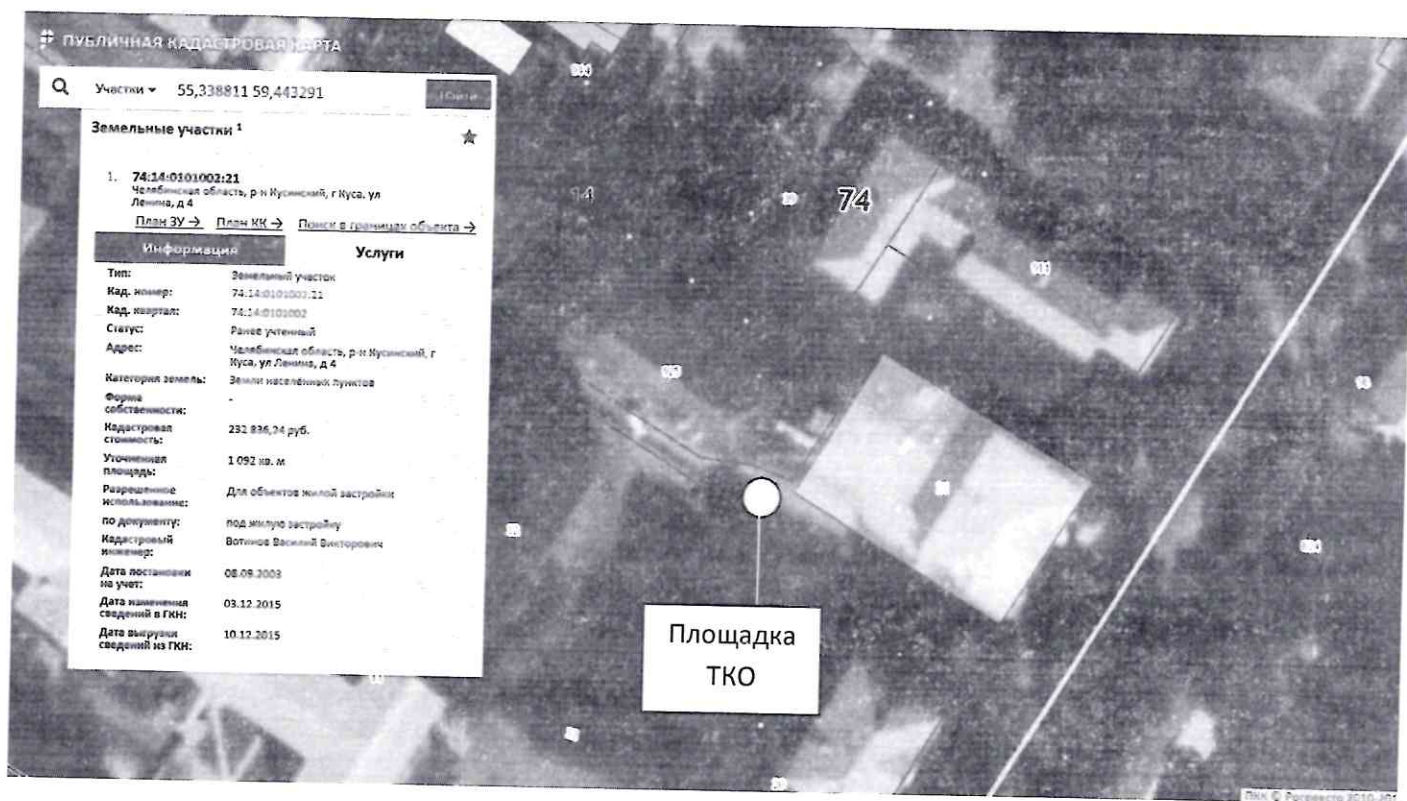 ПУБЛИЧНАЯ КАДАСТРОВАЯ КАРТА
Участки
55,338811 59,443291
Найти
Земельные участки 1
1. 74:14:0101002:21
Челябинская область, р-н Кусинский, г Куса, ул
Ленина, д 4
План ЗУ → План КК → Поиск в границах объекта →
Информация Услуги
Тип: Земельный участок
Кад. номер: 74:14:0101002:21
Кад. квартал: 74:14:0101002
Статус: Ранее учтенный
Адрес: Челябинская область, р-н Кусинский, г
Куса, ул Ленина, д 4
Категория земель: Земли населённых пунктов
Форма
собственности: -
Кадастровая
стоимость: 232 836,24 руб.
Уточненная
площадь: 1 092 кв. м
Разрешенное
использование: Для объектов жилой застройки
по документу: под жилую застройку
Кадастровый
инженер: Вотинов Василий Викторович
Дата постановки
на учет: 08.09.2003
Дата изменения
сведений в ГКН: 03.12.2015
Дата выгрузки
сведений из ГКН: 10.12.2015
14
74
Площадка
ТКО
ПКК © Росреестр 2010-201